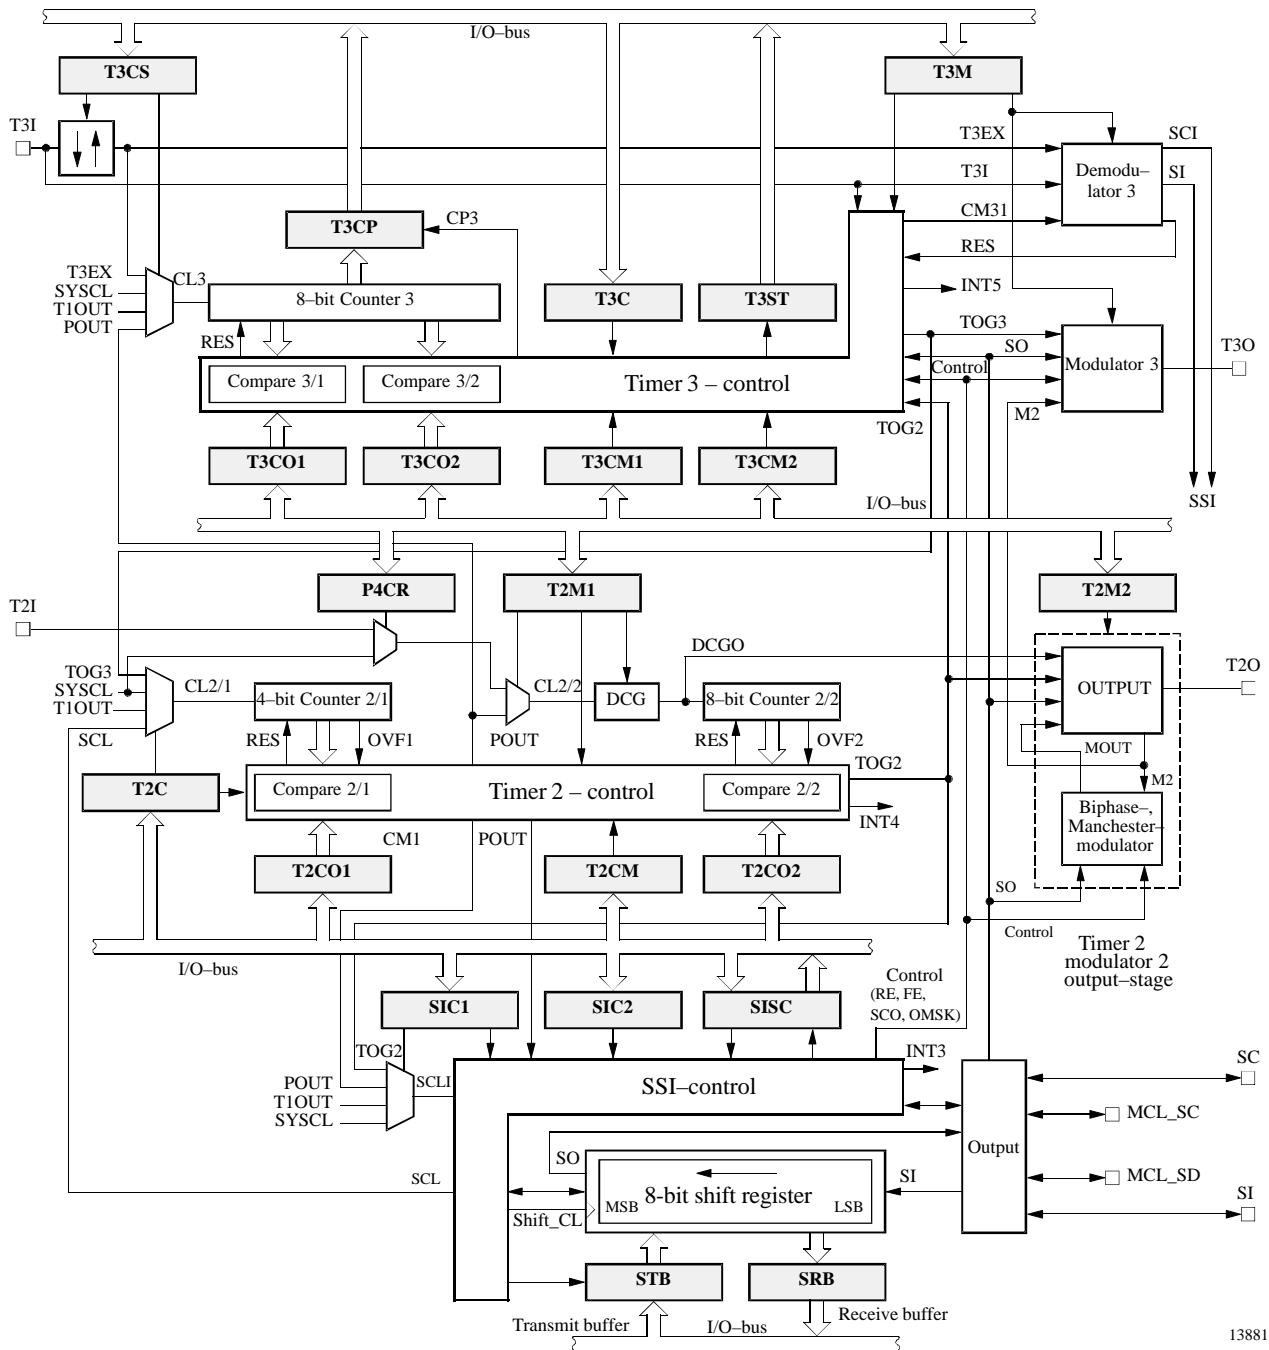 I/O–bus
T3CS
T3M
T3I
T3EX
SCI
Demodu–
lator 3
T3I
SI
T3CP
CP3
CM31
RES
T3EX
SYSCL
T1OUT
POUT
CL3
8–bit Counter 3
T3C
T3ST
INT5
RES
TOG3
SO
Control
Modulator 3
T3O
Compare 3/1
Compare 3/2
Timer 3 – control
M2
TOG2
T3CO1
T3CO2
T3CM1
T3CM2
I/O–bus
SSI
P4CR
T2M1
T2M2
T2I
DCGO
TOG3
SYSCL
T1OUT
SCL
CL2/1
4–bit Counter 2/1
CL2/2
DCG
8–bit Counter 2/2
OUTPUT
T2O
RES
OVF1
POUT
RES
OVF2
MOUT
TOG2
M2
T2C
Compare 2/1
Timer 2 – control
Compare 2/2
INT4
Biphase–,
Manchester–
modulator
CM1
POUT
T2CO1
T2CM
T2CO2
SO
Control
Timer 2
modulator 2
output–stage
I/O–bus
Control
(RE, FE,
SCO, OMSK)
SIC1
SIC2
SISC
TOG2
POUT
T1OUT
SYSCL
SCLI
SSI–control
INT3
SC
MCL_SC
Output
SO
SCL
8-bit shift register
MSB
LSB
SI
MCL_SD
SI
Shift_CL
STB
SRB
Transmit buffer
I/O–bus
Receive buffer
13881